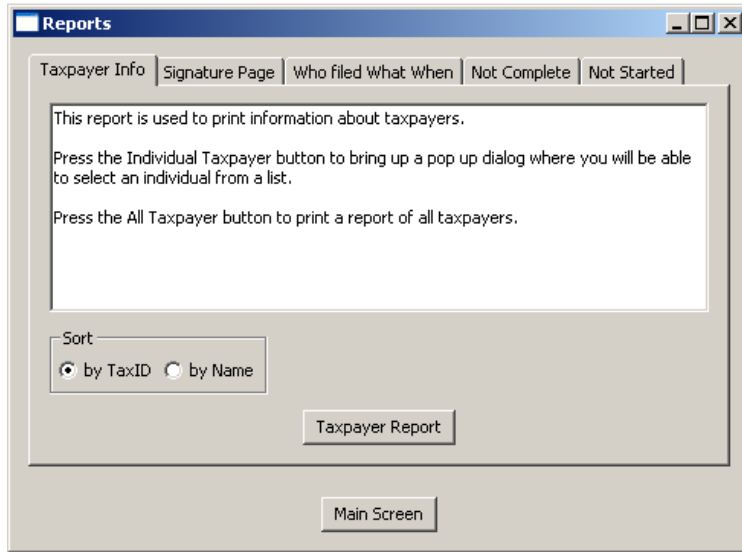 Reports
Taxpayer Info Signature Page Who filed What When Not Complete Not Started
This report is used to print information about taxpayers.
Press the Individual Taxpayer button to bring up a pop up dialog where you will be able
to select an individual from a list.
Press the All Taxpayer button to print a report of all taxpayers.
Sort
by TaxID by Name
Taxpayer Report
Main Screen